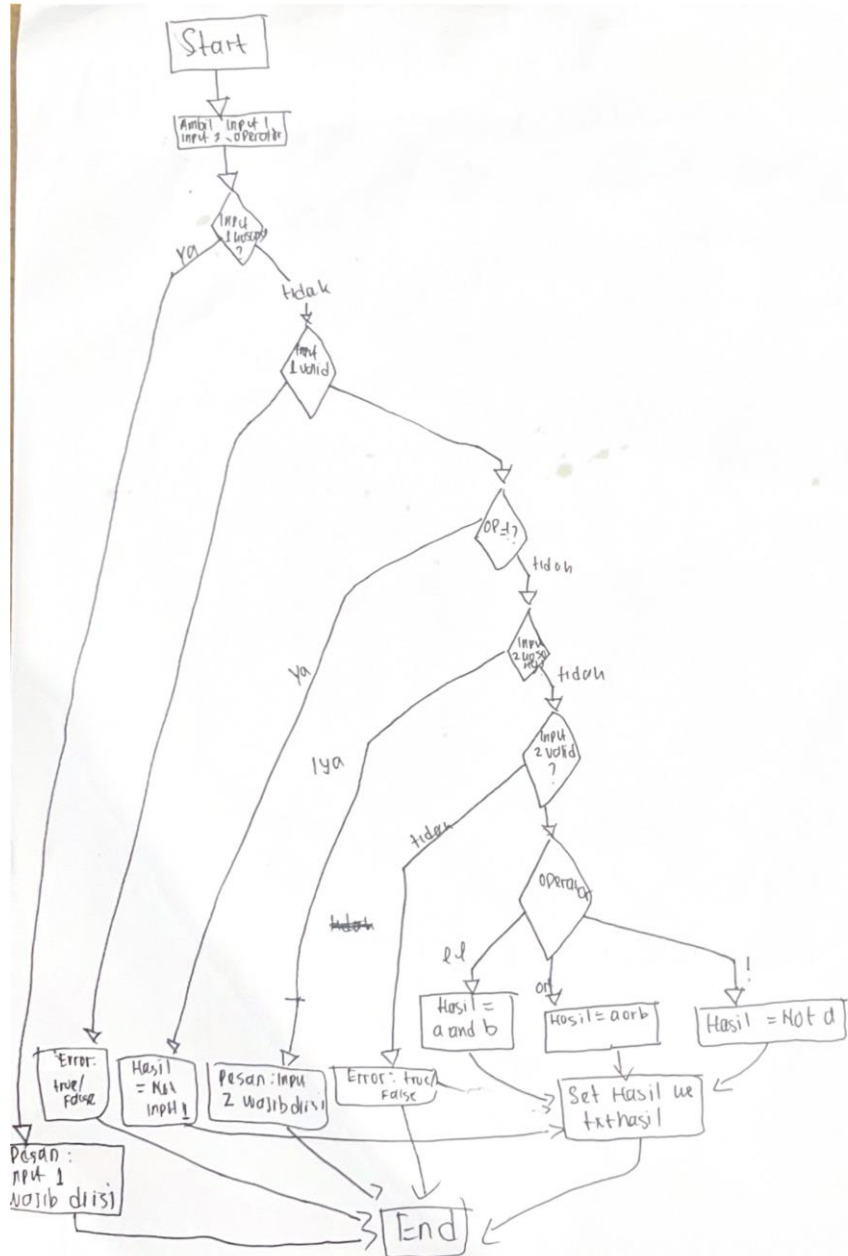 Start
Ambil Input 1
Input 2, operator
Input
1 kosong
?
ya
tidak
Input
1 valid
OP=!?
tidak
Input
2 kosong
?
tidak
ya
Iya
Input
2 valid
?
tidak
operator
tidak
or
!
Hasil =
a and b
Hasil = a or b
Hasil = Not a
Error:
true/
False
Hasil
= Not
input 1
Pesan: Input
2 wajib diisi
Error: true/
False
Set Hasil ke
txthasil
Pesan:
Input 1
wajib diisi
End